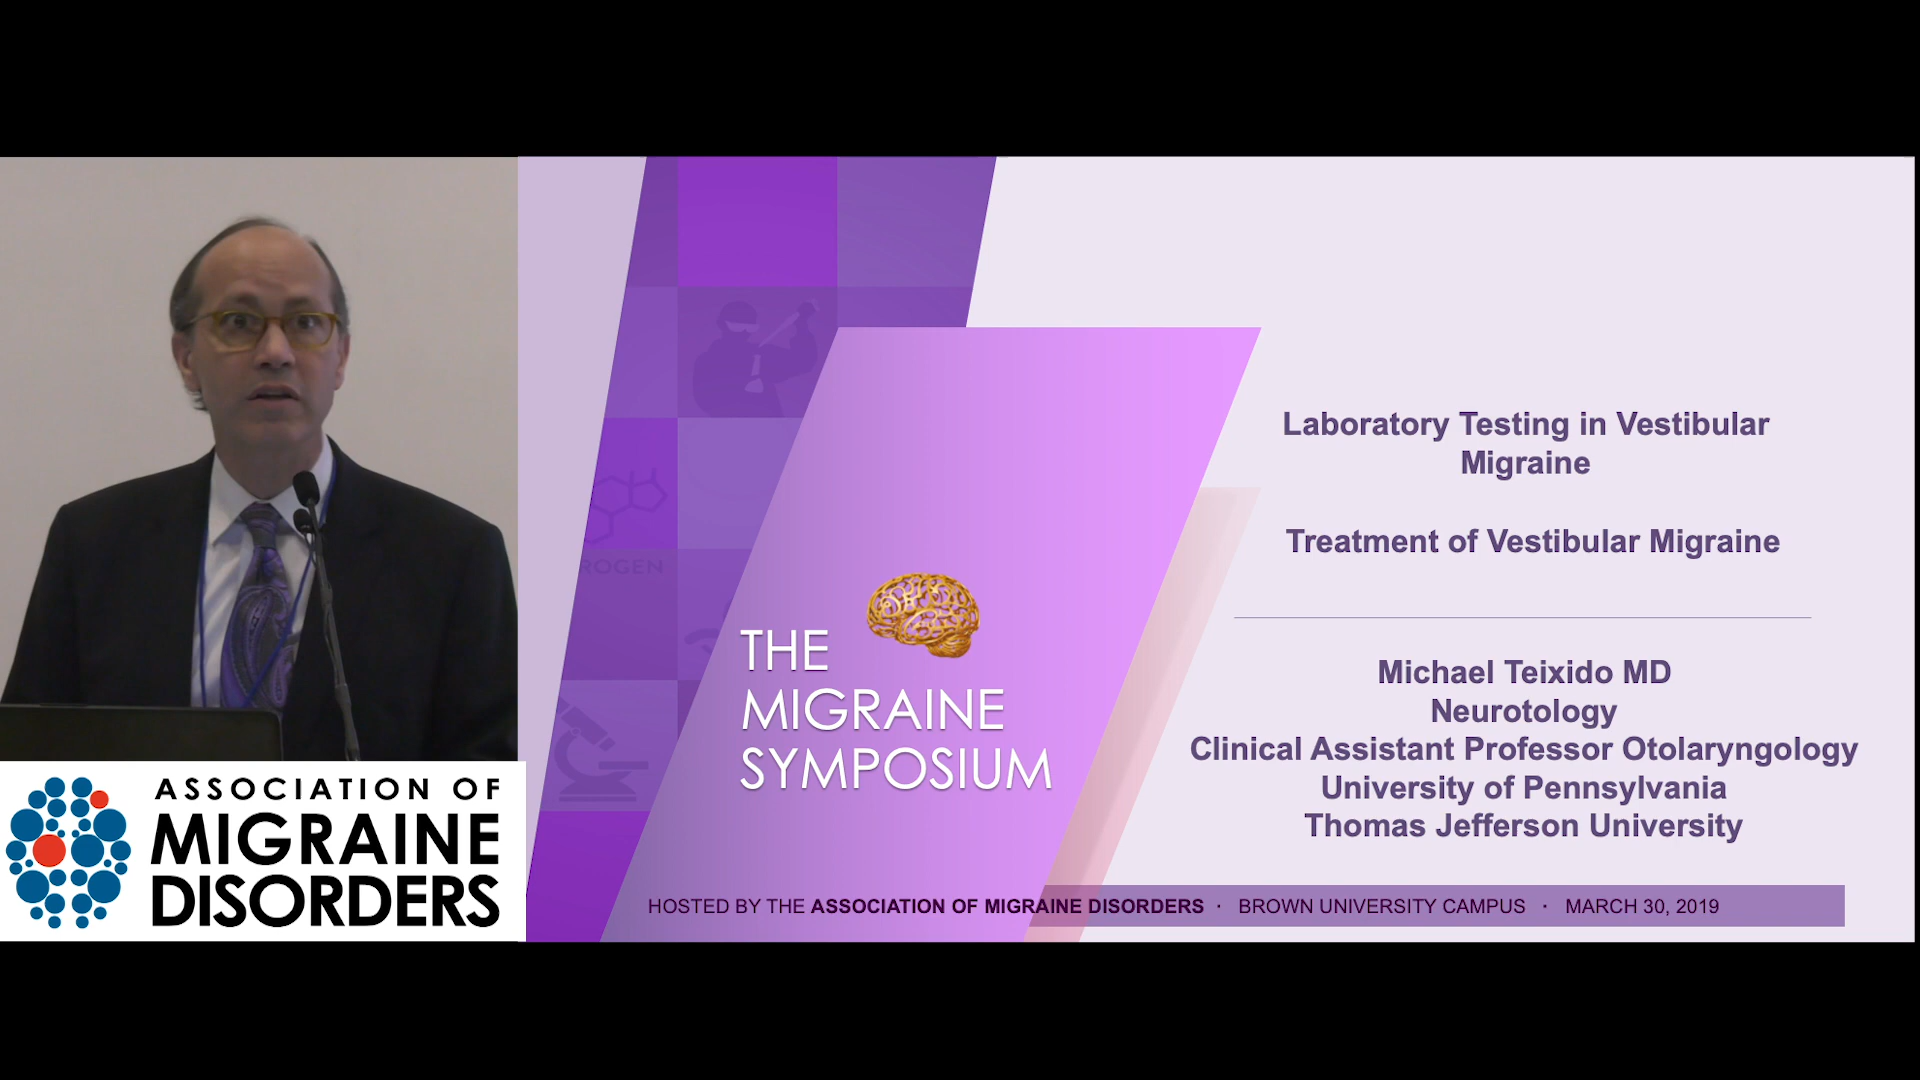 Laboratory Testing in Vestibular
Migraine
Treatment of Vestibular Migraine
ROGEN
THE
MIGRAINE
SYMPOSIUM
Michael Teixido MD
Neurotology
Clinical Assistant Professor Otolaryngology
University of Pennsylvania
Thomas Jefferson University
ASSOCIATION OF
MIGRAINE
DISORDERS
HOSTED BY THE ASSOCIATION OF MIGRAINE DISORDERS · BROWN UNIVERSITY CAMPUS · MARCH 30, 2019